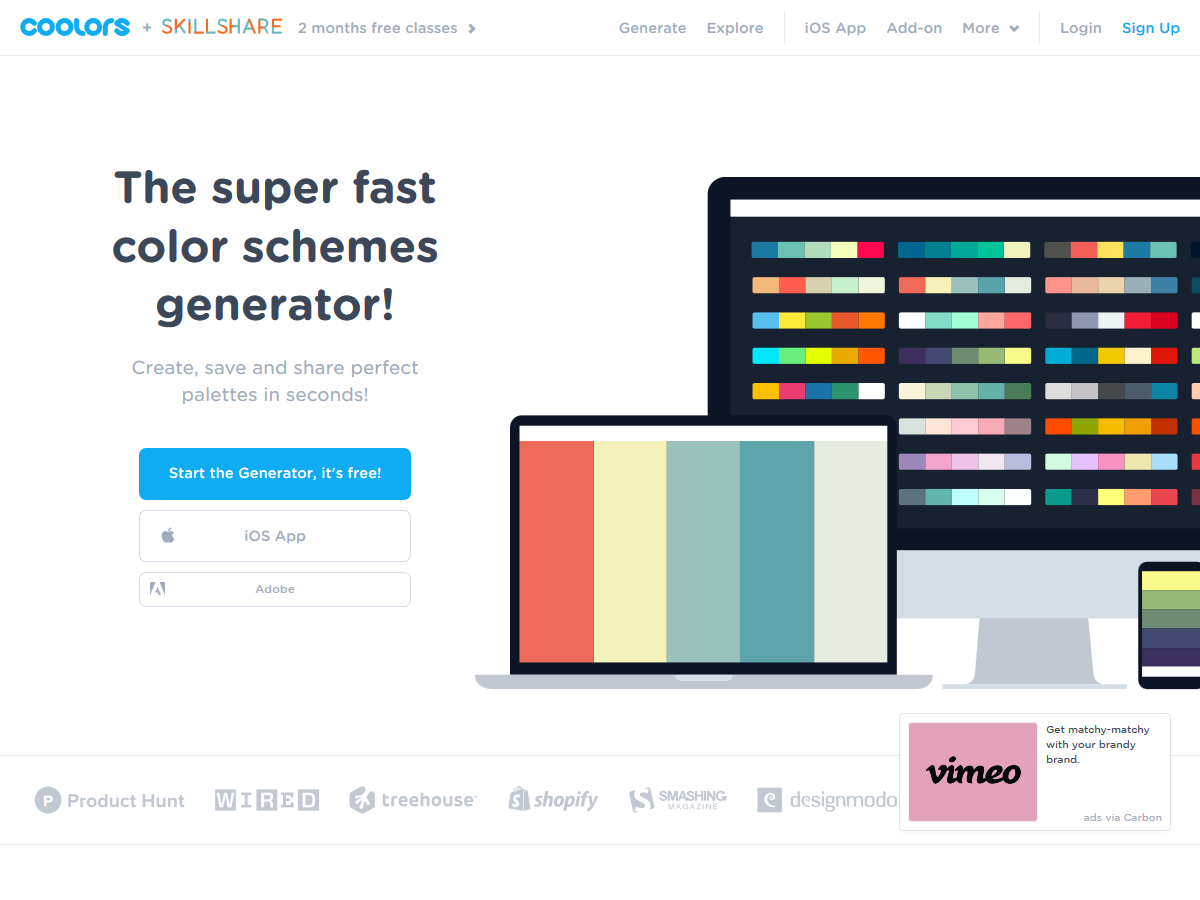 coolors + SKILLSHARE 2 months free classes
Generate Explore iOS App Add-on More Login Sign Up
The super fast
color schemes
generator!
Create, save and share perfect
palettes in seconds!
Start the Generator, it's free!
iOS App
Adobe
Product Hunt
WIRED
treehouse
shopify
SMASHING
MAGAZINE
designmodo
vimeo
Get matchy-matchy
with your brandy
brand.
ads via Carbon